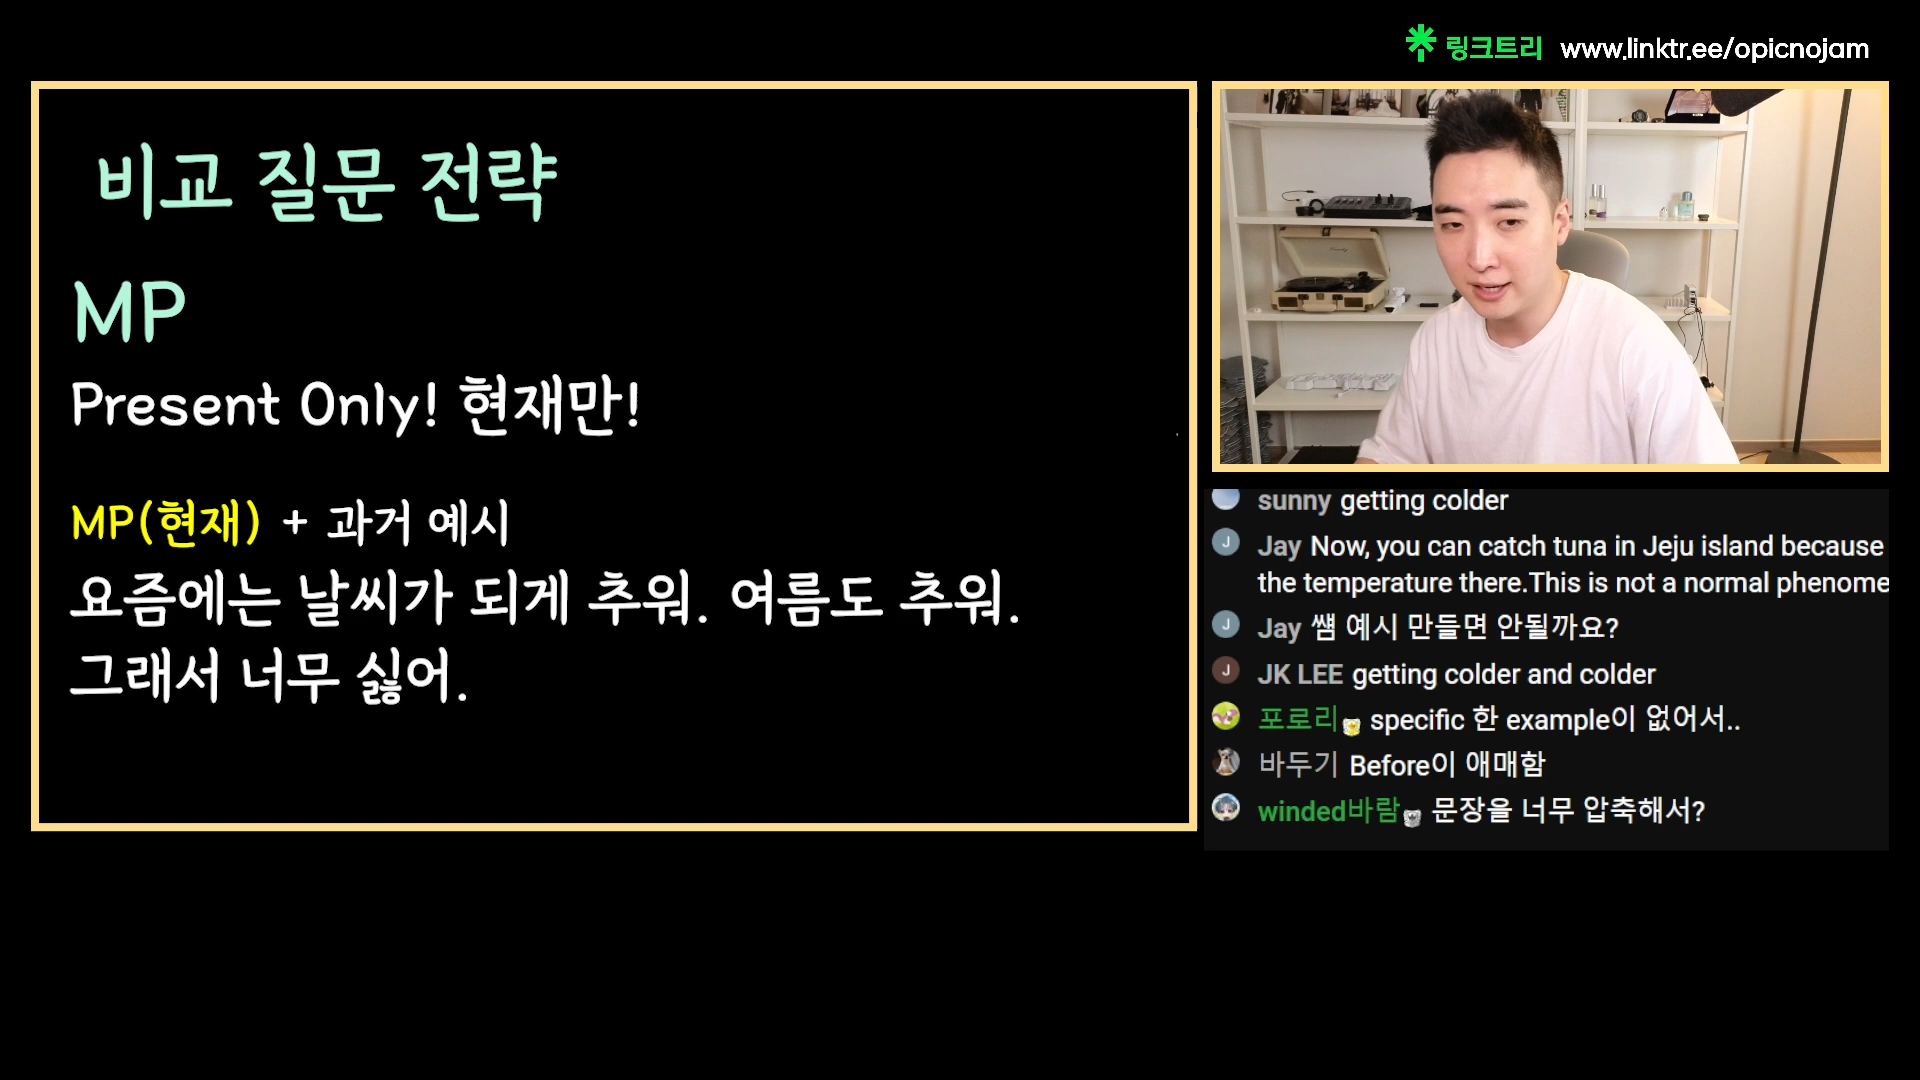 링크트리 www.linktr.ee/opicnojam
비교 질문 전략
MP
Present Only! 현재만!
MP(현재) + 과거 예시
요즘에는 날씨가 되게 추워. 여름도 추워.
그래서 너무 싫어.
sunny getting colder
J Jay Now, you can catch tuna in Jeju island because
the temperature there.This is not a normal phenome
J Jay 쌤 예시 만들면 안될까요?
J JK LEE getting colder and colder
포로리 specific 한 example이 없어서..
바두기 Before이 애매함
winded바람 문장을 너무 압축해서?